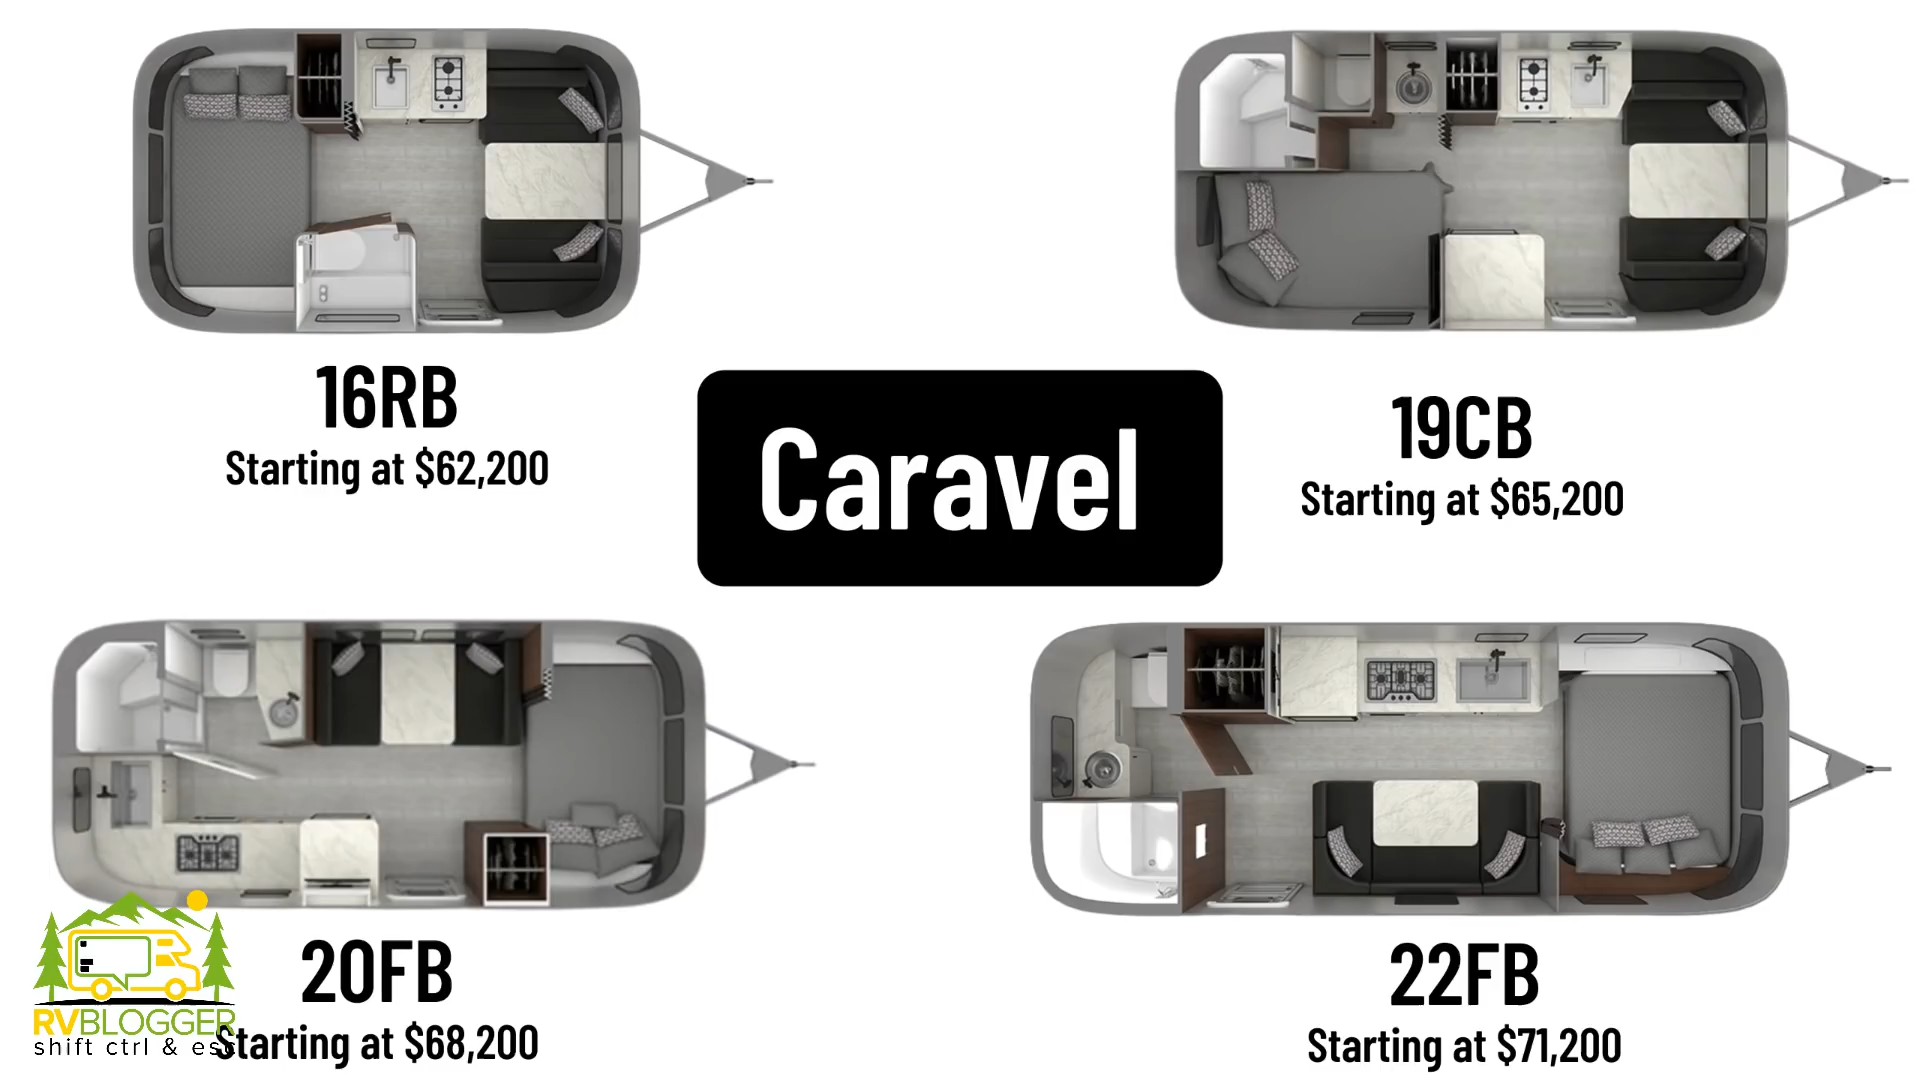 16RB
Starting at $62,200
Caravel
19CB
Starting at $65,200
20FB
Starting at $68,200
22FB
Starting at $71,200
RVBLOGGER
shift ctrl & esc